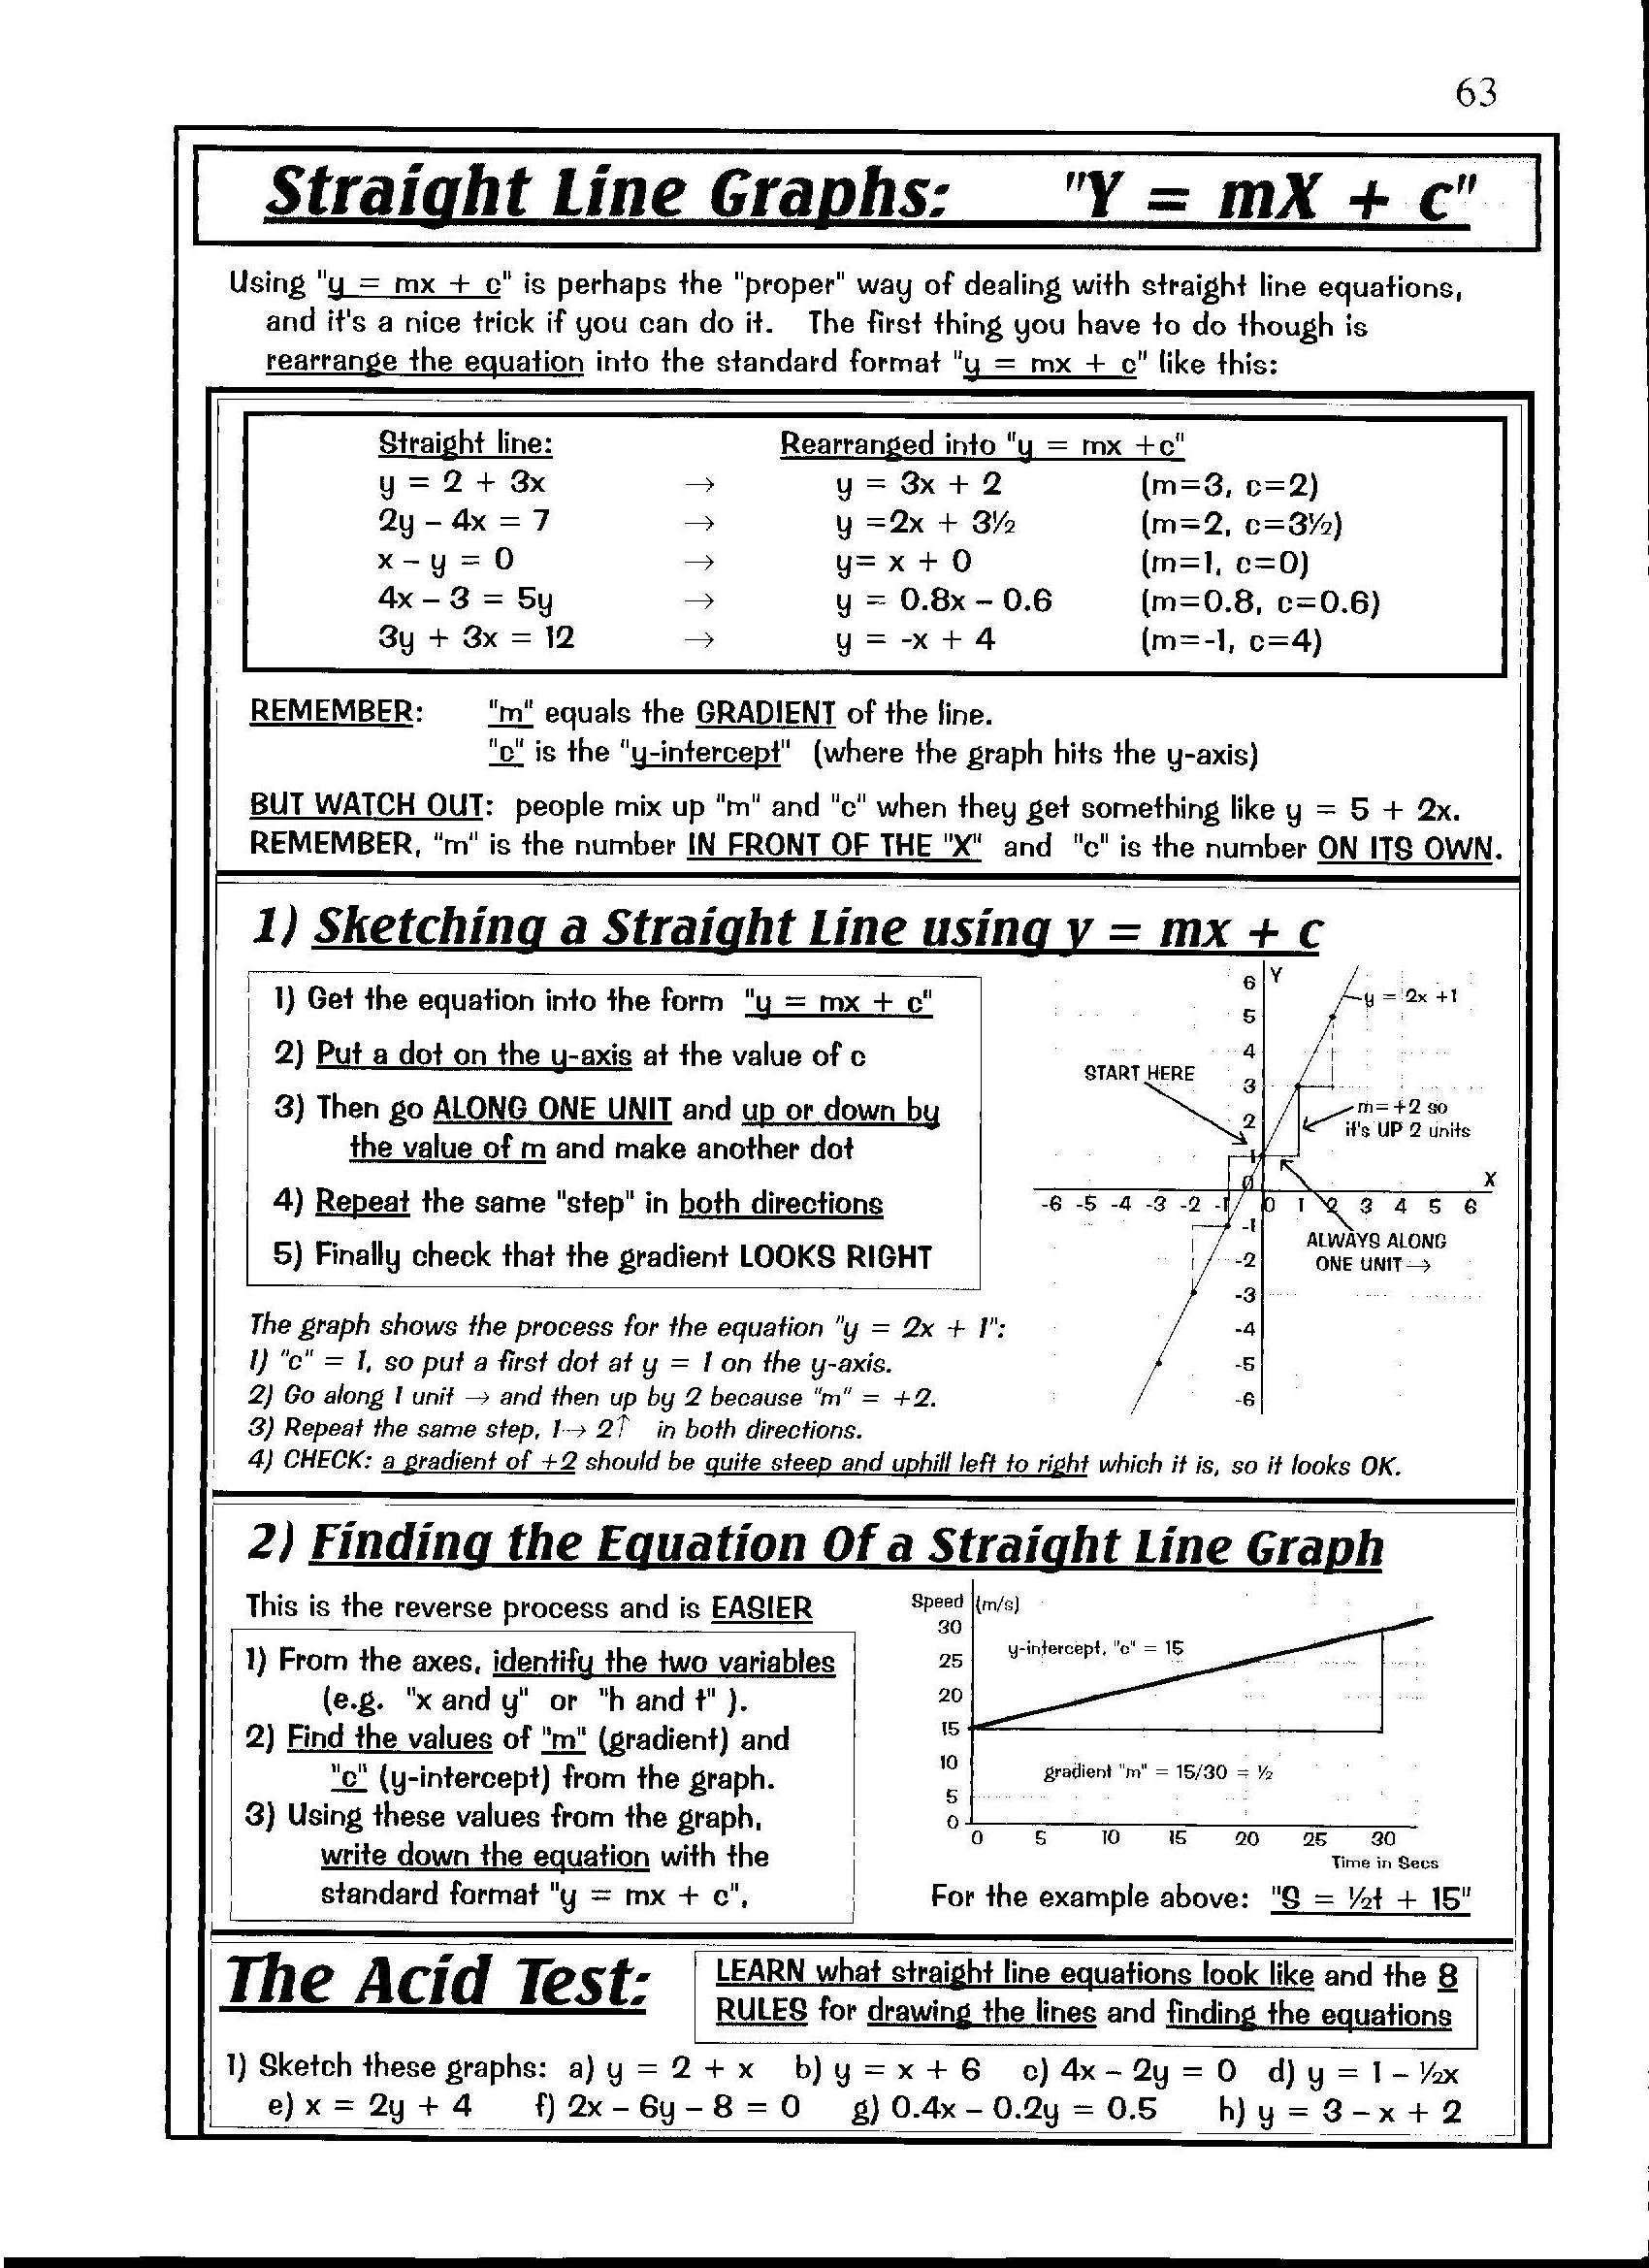 63
Straight Line Graphs: "Y = mX + c"
Using "y = mx + c" is perhaps the "proper" way of dealing with straight line equations,
and it's a nice trick if you can do it. The first thing you have to do though is
rearrange the equation into the standard format "y = mx + c" like this:
Straight line: Rearranged into "y = mx +c"
y = 2 + 3x → y = 3x + 2 (m=3, c=2)
2y – 4x = 7 → y =2x + 3½ (m=2, c=3½)
x – y = 0 → y= x + 0 (m=1, c=0)
4x – 3 = 5y → y = 0.8x – 0.6 (m=0.8, c=0.6)
3y + 3x = 12 → y = -x + 4 (m=-1, c=4)
REMEMBER: "m" equals the GRADIENT of the line.
"c" is the "y-intercept" (where the graph hits the y-axis)
BUT WATCH OUT: people mix up "m" and "c" when they get something like y = 5 + 2x.
REMEMBER, "m" is the number IN FRONT OF THE "X" and "c" is the number ON ITS OWN.
1) Sketching a Straight Line using y = mx + c
1) Get the equation into the form "y = mx + c"
2) Put a dot on the y-axis at the value of c
3) Then go ALONG ONE UNIT and up or down by
the value of m and make another dot
4) Repeat the same "step" in both directions
5) Finally check that the gradient LOOKS RIGHT
6 Y
y = 2x +1
5
4
START HERE
3
m= +2 so
it's UP 2 units
2
1
0
X
-6 -5 -4 -3 -2 -1 0 1 2 3 4 5 6
-1
ALWAYS ALONG
ONE UNIT→
-2
-3
-4
-5
-6
The graph shows the process for the equation "y = 2x + 1":
1) "c" = 1, so put a first dot at y = 1 on the y-axis.
2) Go along 1 unit → and then up by 2 because "m" = +2.
3) Repeat the same step, 1→ 2↑ in both directions.
4) CHECK: a gradient of +2 should be quite steep and uphill left to right which it is, so it looks OK.
2) Finding the Equation Of a Straight Line Graph
This is the reverse process and is EASIER
1) From the axes, identify the two variables
(e.g. "x and y" or "h and t" ).
2) Find the values of "m" (gradient) and
"c" (y-intercept) from the graph.
3) Using these values from the graph,
write down the equation with the
standard format "y = mx + c",
Speed (m/s)
30
y-intercept, "c" = 15
25
20
15
10
gradient "m" = 15/30 = ½
5
0
0 5 10 15 20 25 30
Time in Secs
For the example above: "S = ½t + 15"
The Acid Test:
LEARN what straight line equations look like and the 8
RULES for drawing the lines and finding the equations
1) Sketch these graphs: a) y = 2 + x b) y = x + 6 c) 4x – 2y = 0 d) y = 1 – ½x
e) x = 2y + 4 f) 2x – 6y – 8 = 0 g) 0.4x – 0.2y = 0.5 h) y = 3 – x + 2